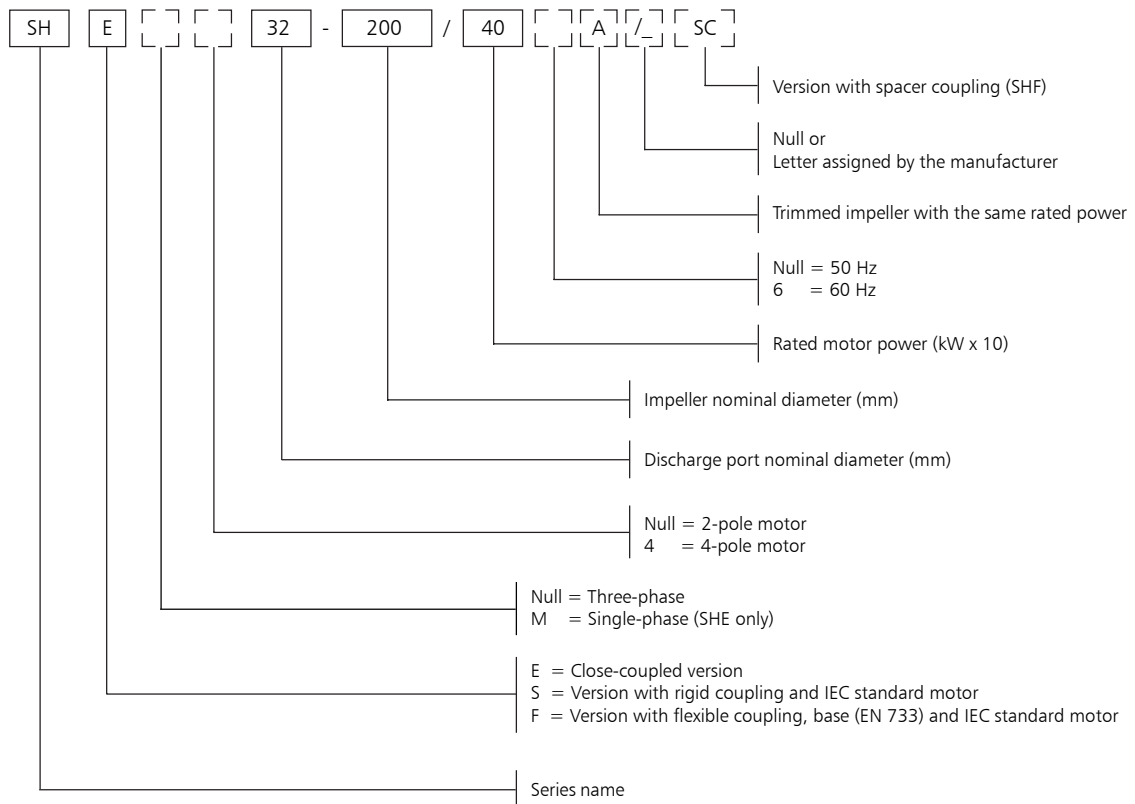 SH E 32 - 200 / 40 A /_ SC
Version with spacer coupling (SHF)
Null or
Letter assigned by the manufacturer
Trimmed impeller with the same rated power
Null = 50 Hz
6 = 60 Hz
Rated motor power (kW x 10)
Impeller nominal diameter (mm)
Discharge port nominal diameter (mm)
Null = 2-pole motor
4 = 4-pole motor
Null = Three-phase
M = Single-phase (SHE only)
E = Close-coupled version
S = Version with rigid coupling and IEC standard motor
F = Version with flexible coupling, base (EN 733) and IEC standard motor
Series name